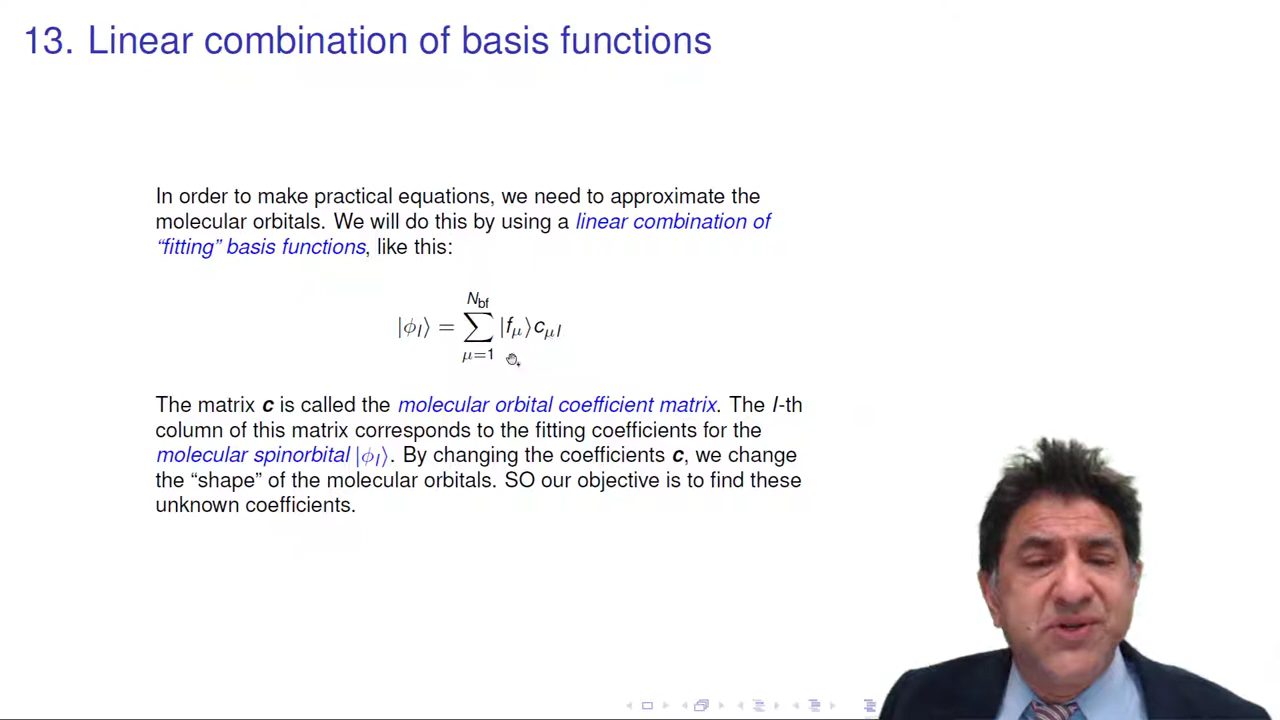 13. Linear combination of basis functions
In order to make practical equations, we need to approximate the
molecular orbitals. We will do this by using a linear combination of
“fitting” basis functions, like this:
|ϕ_I⟩ = ∑_{μ=1}^{N_bf} |f_μ⟩c_{μI}
The matrix c is called the molecular orbital coefficient matrix. The I-th
column of this matrix corresponds to the fitting coefficients for the
molecular spinorbital |ϕ_I⟩. By changing the coefficients c, we change
the “shape” of the molecular orbitals. SO our objective is to find these
unknown coefficients.